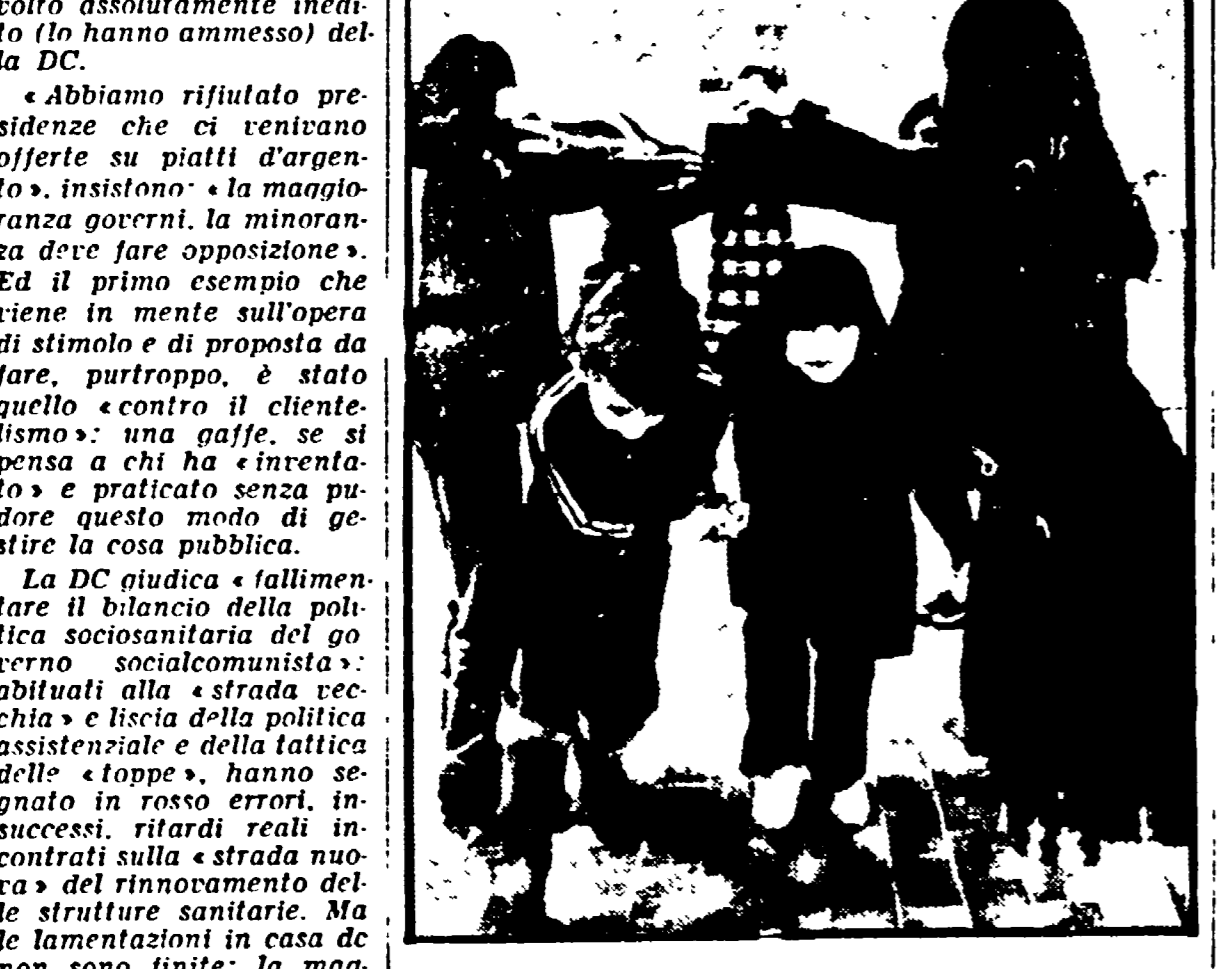 volto assolutamente inedi-
to (lo hanno ammesso) del-
la DC.
« Abbiamo rifiutato pre-
sidenze che ci venivano
offerte su piatti d'argen-
to », insistono: « la maggio-
ranza governi, la minoran-
za deve fare opposizione ».
Ed il primo esempio che
viene in mente sull'opera
di stimolo e di proposta da
fare, purtroppo, è stato
quello « contro il cliente-
lismo »: una gaffe, se si
pensa a chi ha « inventa-
to » e praticato senza pu-
dore questo modo di ge-
stire la cosa pubblica.
La DC giudica « fallimen-
tare il bilancio della poli-
tica sociosanitaria del go
verno socialcomunista »:
abituati alla « strada vec-
chia » e liscia della politica
assistenziale e della tattica
delle « toppe », hanno se-
gnato in rosso errori, in-
successi, ritardi reali in-
contrati sulla « strada nuo-
va » del rinnovamento del-
le strutture sanitarie. Ma
le lamentazioni in casa dc
non sono finite: la mag-